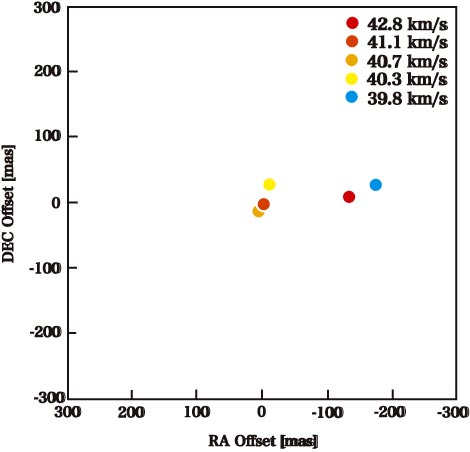 300
42.8 km/s
41.1 km/s
40.7 km/s
40.3 km/s
39.8 km/s
200
100
0
-100
-200
-300
DEC Offset [mas]
300 200 100 0 -100 -200 -300
RA Offset [mas]